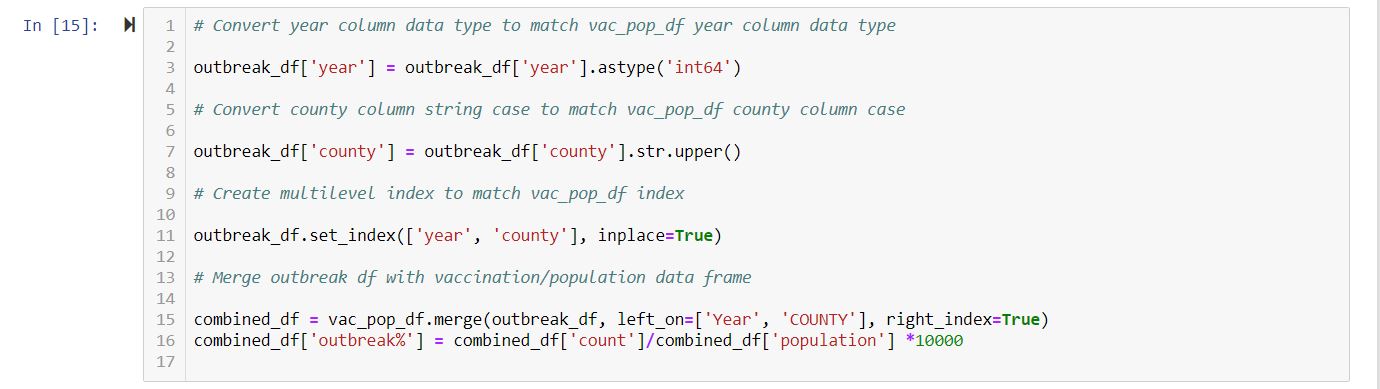 In [15]:
1 # Convert year column data type to match vac_pop_df year column data type
2
3 outbreak_df['year'] = outbreak_df['year'].astype('int64')
4
5 # Convert county column string case to match vac_pop_df county column case
6
7 outbreak_df['county'] = outbreak_df['county'].str.upper()
8
9 # Create multilevel index to match vac_pop_df index
10
11 outbreak_df.set_index(['year', 'county'], inplace=True)
12
13 # Merge outbreak df with vaccination/population data frame
14
15 combined_df = vac_pop_df.merge(outbreak_df, left_on=['Year', 'COUNTY'], right_index=True)
16 combined_df['outbreak%'] = combined_df['count']/combined_df['population'] *10000
17